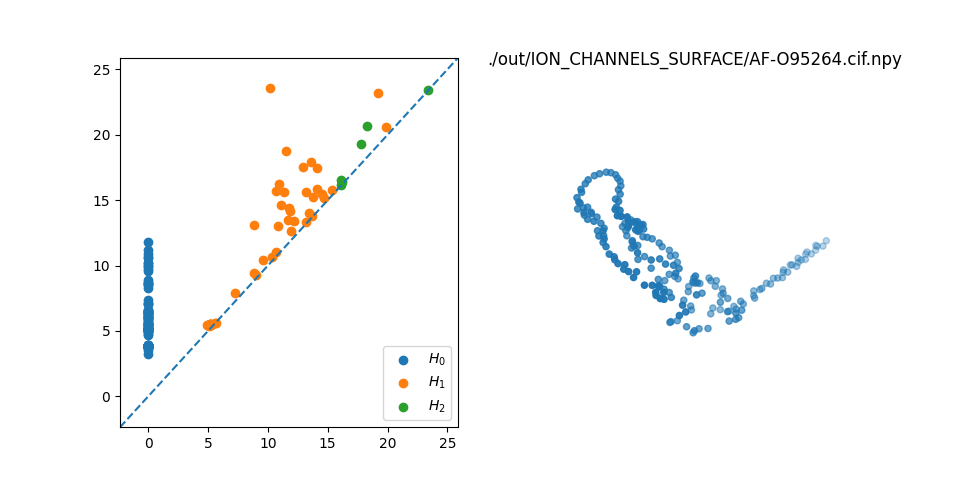 ./out/ION_CHANNELS_SURFACE/AF-O95264.cif.npy
25
20
15
10
5
0
H₀
H₁
H₂
0 5 10 15 20 25